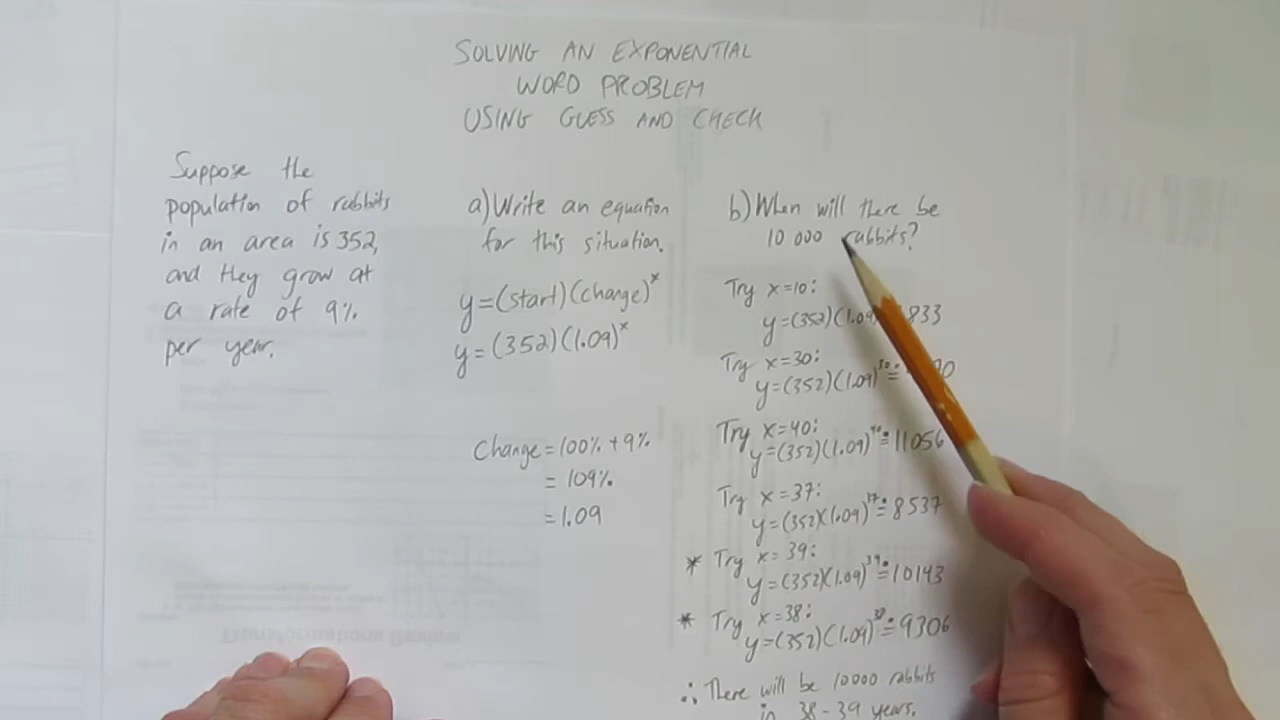 SOLVING AN EXPONENTIAL
WORD PROBLEM
USING GUESS AND CHECK
Suppose the
population of rabbits
in an area is 352,
and they grow at
a rate of 9%
per year.
a) Write an equation
for this situation.
y=(start)(change)^x
y=(352)(1.09)^x
Change = 100% + 9%
= 109%
= 1.09
b) When will there be
10 000 rabbits?
Try x=10:
y=(352)(1.09 833
Try x=30:
y=(352)(1.09)^30 ≐
Try x=40:
y=(352)(1.09)^40 ≐ 11056
Try x=37:
y=(352)(1.09)^37 ≐ 8537
* Try x=39:
y=(352)(1.09)^39 ≐ 10143
* Try x=38:
y=(352)(1.09)^38 ≐ 9306
∴ There will be 10000 rabbits
in 38-39 years.